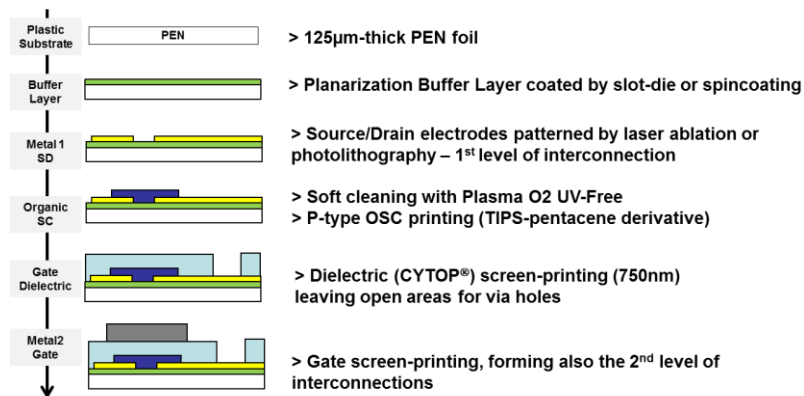 Plastic
Substrate
PEN
> 125µm-thick PEN foil
Buffer
Layer
> Planarization Buffer Layer coated by slot-die or spincoating
Metal 1
SD
> Source/Drain electrodes patterned by laser ablation or
photolithography – 1st level of interconnection
Organic
SC
> Soft cleaning with Plasma O2 UV-Free
> P-type OSC printing (TIPS-pentacene derivative)
Gate
Dielectric
> Dielectric (CYTOP®) screen-printing (750nm)
leaving open areas for via holes
Metal2
Gate
> Gate screen-printing, forming also the 2nd level of
interconnections